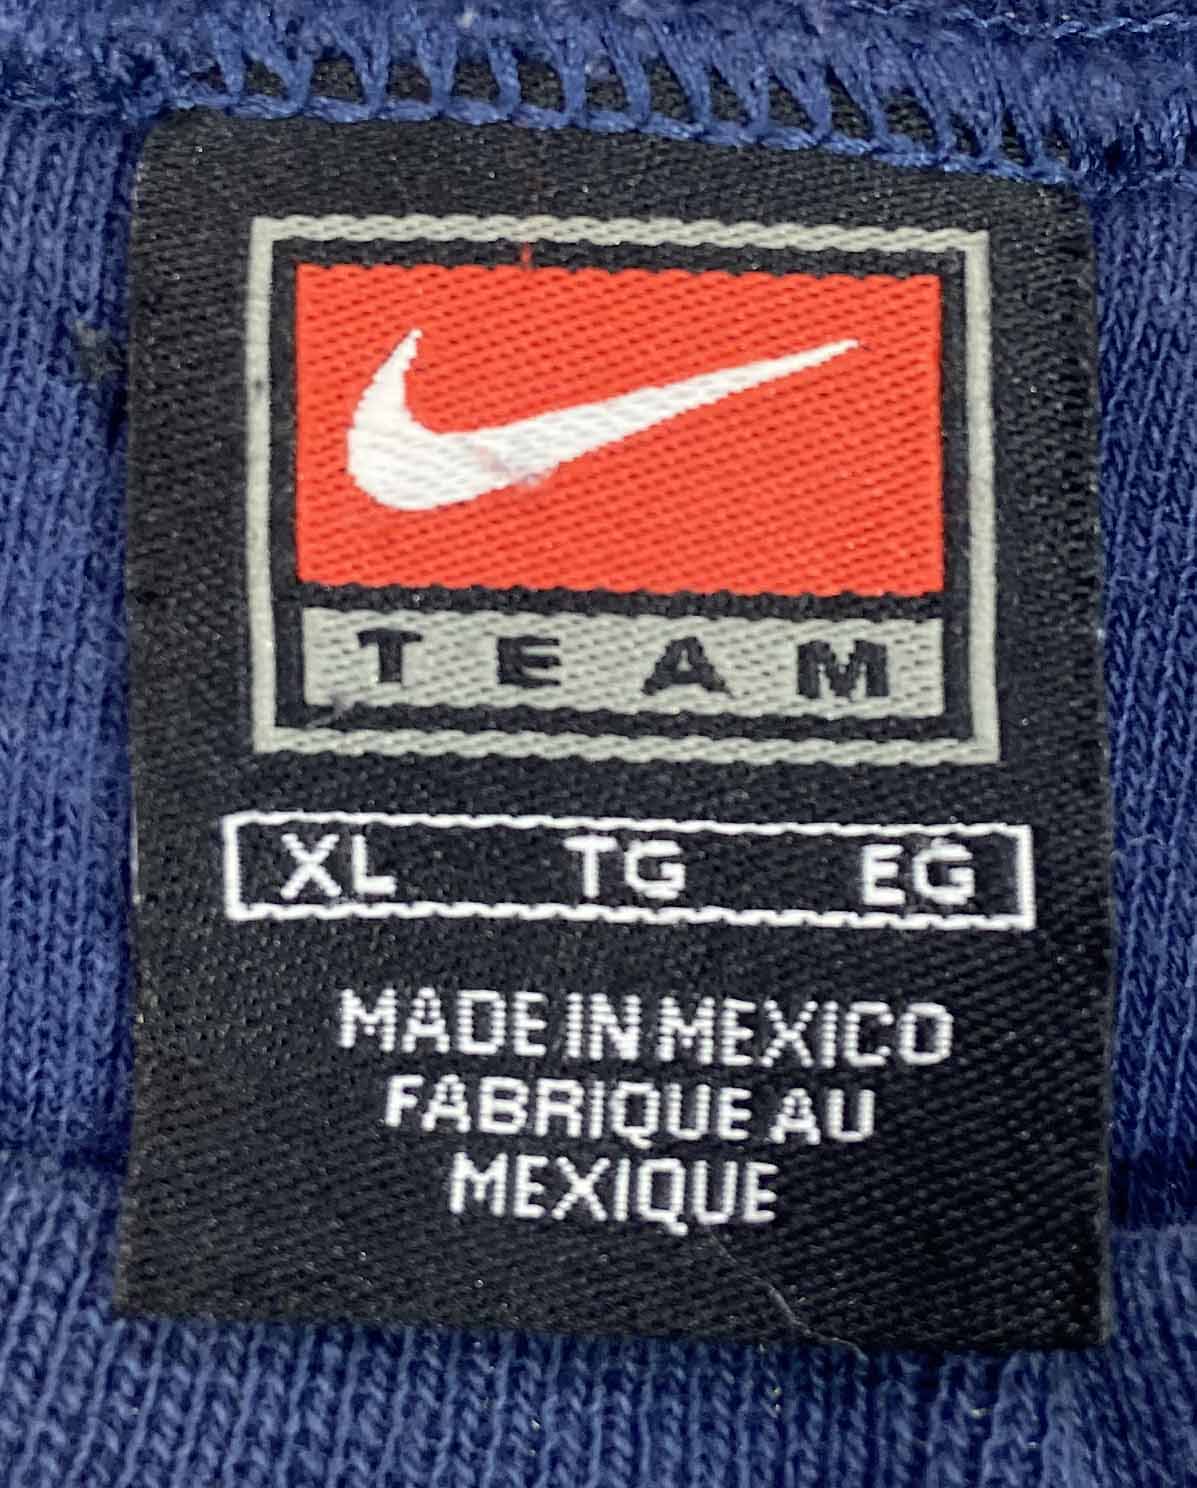 TEAM
XL TG EG
MADE IN MEXICO
FABRIQUE AU
MEXIQUE